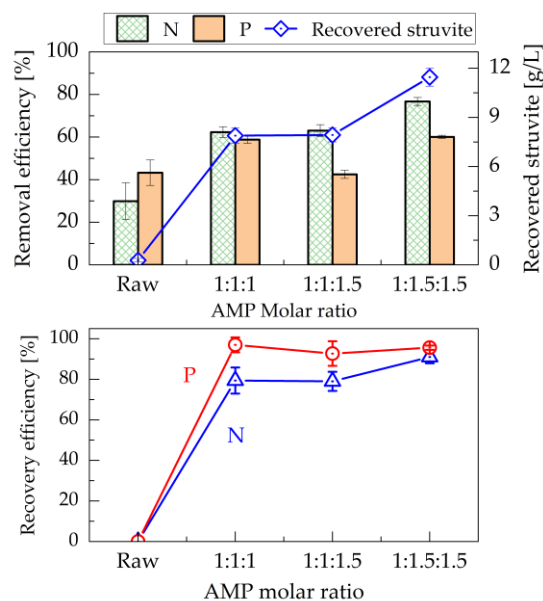 N P Recovered struvite
Removal efficiency [%]
100
80
60
40
20
0
12
9
6
3
0
Recovered struvite [g/L]
Raw 1:1:1 1:1:1.5 1:1.5:1.5
AMP Molar ratio
Recovery efficiency [%]
100
80
60
40
20
0
P
N
Raw 1:1:1 1:1:1.5 1:1.5:1.5
AMP molar ratio